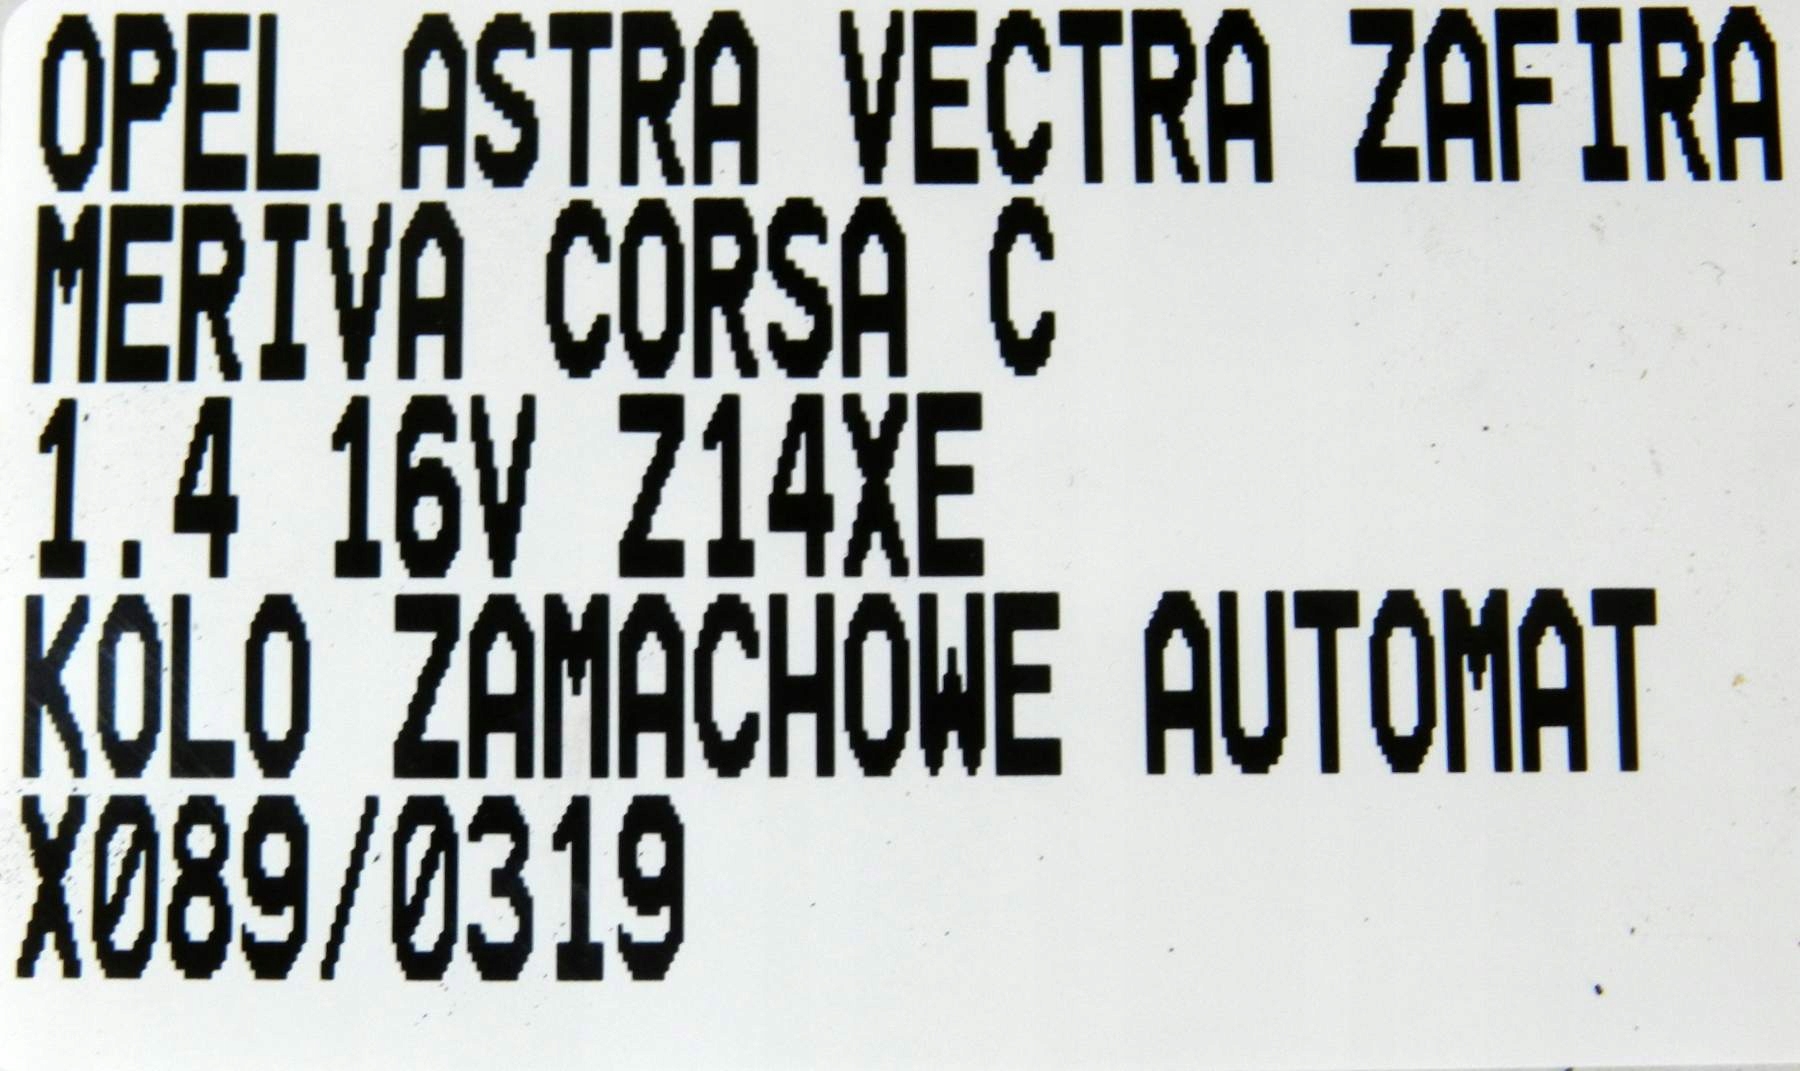 OPEL ASTRA VECTRA ZAFIRA
MERIVA CORSA C
1.4 16V Z14XE
KOLO ZAMACHOWE AUTOMAT
X089/0319